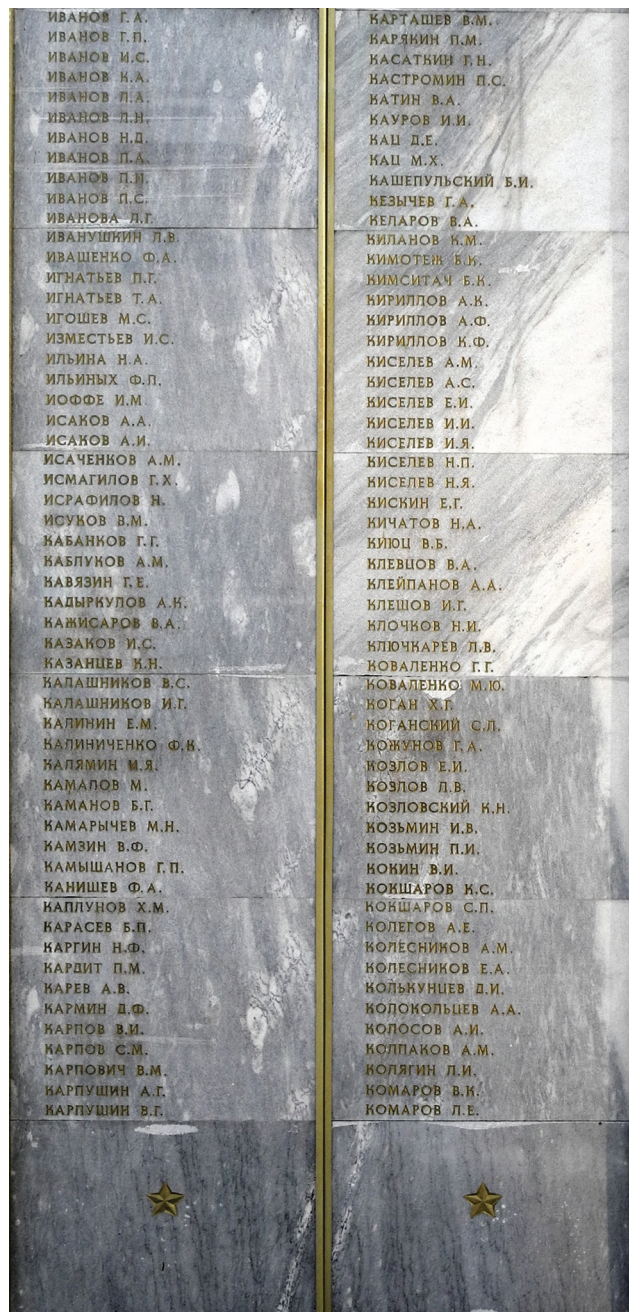 ИВАНОВ Г.А.
ИВАНОВ Г.П.
ИВАНОВ И.С.
ИВАНОВ К.А.
ИВАНОВ Л.А.
ИВАНОВ Л.Н.
ИВАНОВ Н.Д.
ИВАНОВ П.А.
ИВАНОВ П.И.
ИВАНОВ П.С.
ИВАНОВА Л.Г.
ИВАНУШКИН Л.В.
ИВАЩЕНКО Ф.А.
ИГНАТЬЕВ П.Г.
ИГНАТЬЕВ Т.А.
ИГОШЕВ М.С.
ИЗМЕСТЬЕВ И.С.
ИЛЬИНА Н.А.
ИЛЬИНЫХ Ф.П.
ИОФФЕ И.М.
ИСАКОВ А.А.
ИСАКОВ А.И.
ИСАЧЕНКОВ А.М.
ИСМАГИЛОВ Г.Х.
ИСРАФИЛОВ Н.
ИСУКОВ В.М.
КАБАНКОВ Г.Г.
КАБЛУКОВ А.М.
КАВЯЗИН Г.Е.
КАДЫРКУЛОВ А.К.
КАЖИСАРОВ В.А.
КАЗАКОВ И.С.
КАЗАНЦЕВ К.Н.
КАЛАШНИКОВ В.С.
КАЛАШНИКОВ И.Г.
КАЛИНИН Е.М.
КАЛИНИЧЕНКО Ф.К.
КАЛЯМИН М.Я.
КАМАЛОВ М.
КАМАНОВ Б.Г.
КАМАРЫЧЕВ М.Н.
КАМЗИН В.Ф.
КАМЫШАНОВ Г.П.
КАНИЩЕВ Ф.А.
КАПЛУНОВ Х.М.
КАРАСЕВ Б.П.
КАРГИН Н.Ф.
КАРДИТ П.М.
КАРЕВ А.В.
КАРМИН Д.Ф.
КАРПОВ В.И.
КАРПОВ С.М.
КАРПОВИЧ В.М.
КАРПУШИН А.Г.
КАРПУШИН В.Г.
КАРТАШЕВ В.М.
КАРЯКИН П.М.
КАСАТКИН Г.Н.
КАСТРОМИН П.С.
КАТИН В.А.
КАУРОВ И.И.
КАЦ Д.Е.
КАЦ М.Х.
КАШЕПУЛЬСКИЙ Б.И.
КЕЗЫЧЕВ Г.А.
КЕЛАРОВ В.А.
КИЛАНОВ К.М.
КИМОТЕЖ Б.К.
КИМСИТАЧ Б.К.
КИРИЛЛОВ А.К.
КИРИЛЛОВ А.Ф.
КИРИЛЛОВ К.Ф.
КИСЕЛЕВ А.М.
КИСЕЛЕВ А.С.
КИСЕЛЕВ Е.И.
КИСЕЛЕВ И.И.
КИСЕЛЕВ И.Я.
КИСЕЛЕВ Н.П.
КИСЕЛЕВ Н.Я.
КИСКИН Е.Г.
КИЧАТОВ Н.А.
КИЮЦ В.Б.
КЛЕВЦОВ В.А.
КЛЕЙПАНОВ А.А.
КЛЕШОВ И.Г.
КЛОЧКОВ Н.И.
КЛЮЧКАРЕВ Л.В.
КОВАЛЕНКО Г.Г.
КОВАЛЕНКО М.Ю.
КОГАН Х.Г.
КОГАНСКИЙ С.Л.
КОЖУНОВ Г.А.
КОЗЛОВ Е.И.
КОЗЛОВ Л.В.
КОЗЛОВСКИЙ К.Н.
КОЗЬМИН И.В.
КОЗЬМИН П.И.
КОКИН В.И.
КОКШАРОВ К.С.
КОКШАРОВ С.П.
КОЛЕГОВ А.Е.
КОЛЕСНИКОВ А.М.
КОЛЕСНИКОВ Е.А.
КОЛЬКУНЦЕВ Д.И.
КОЛОКОЛЬЦЕВ А.А.
КОЛОСОВ А.И.
КОЛПАКОВ А.М.
КОЛЯГИН Л.И.
КОМАРОВ В.К.
КОМАРОВ Л.Е.